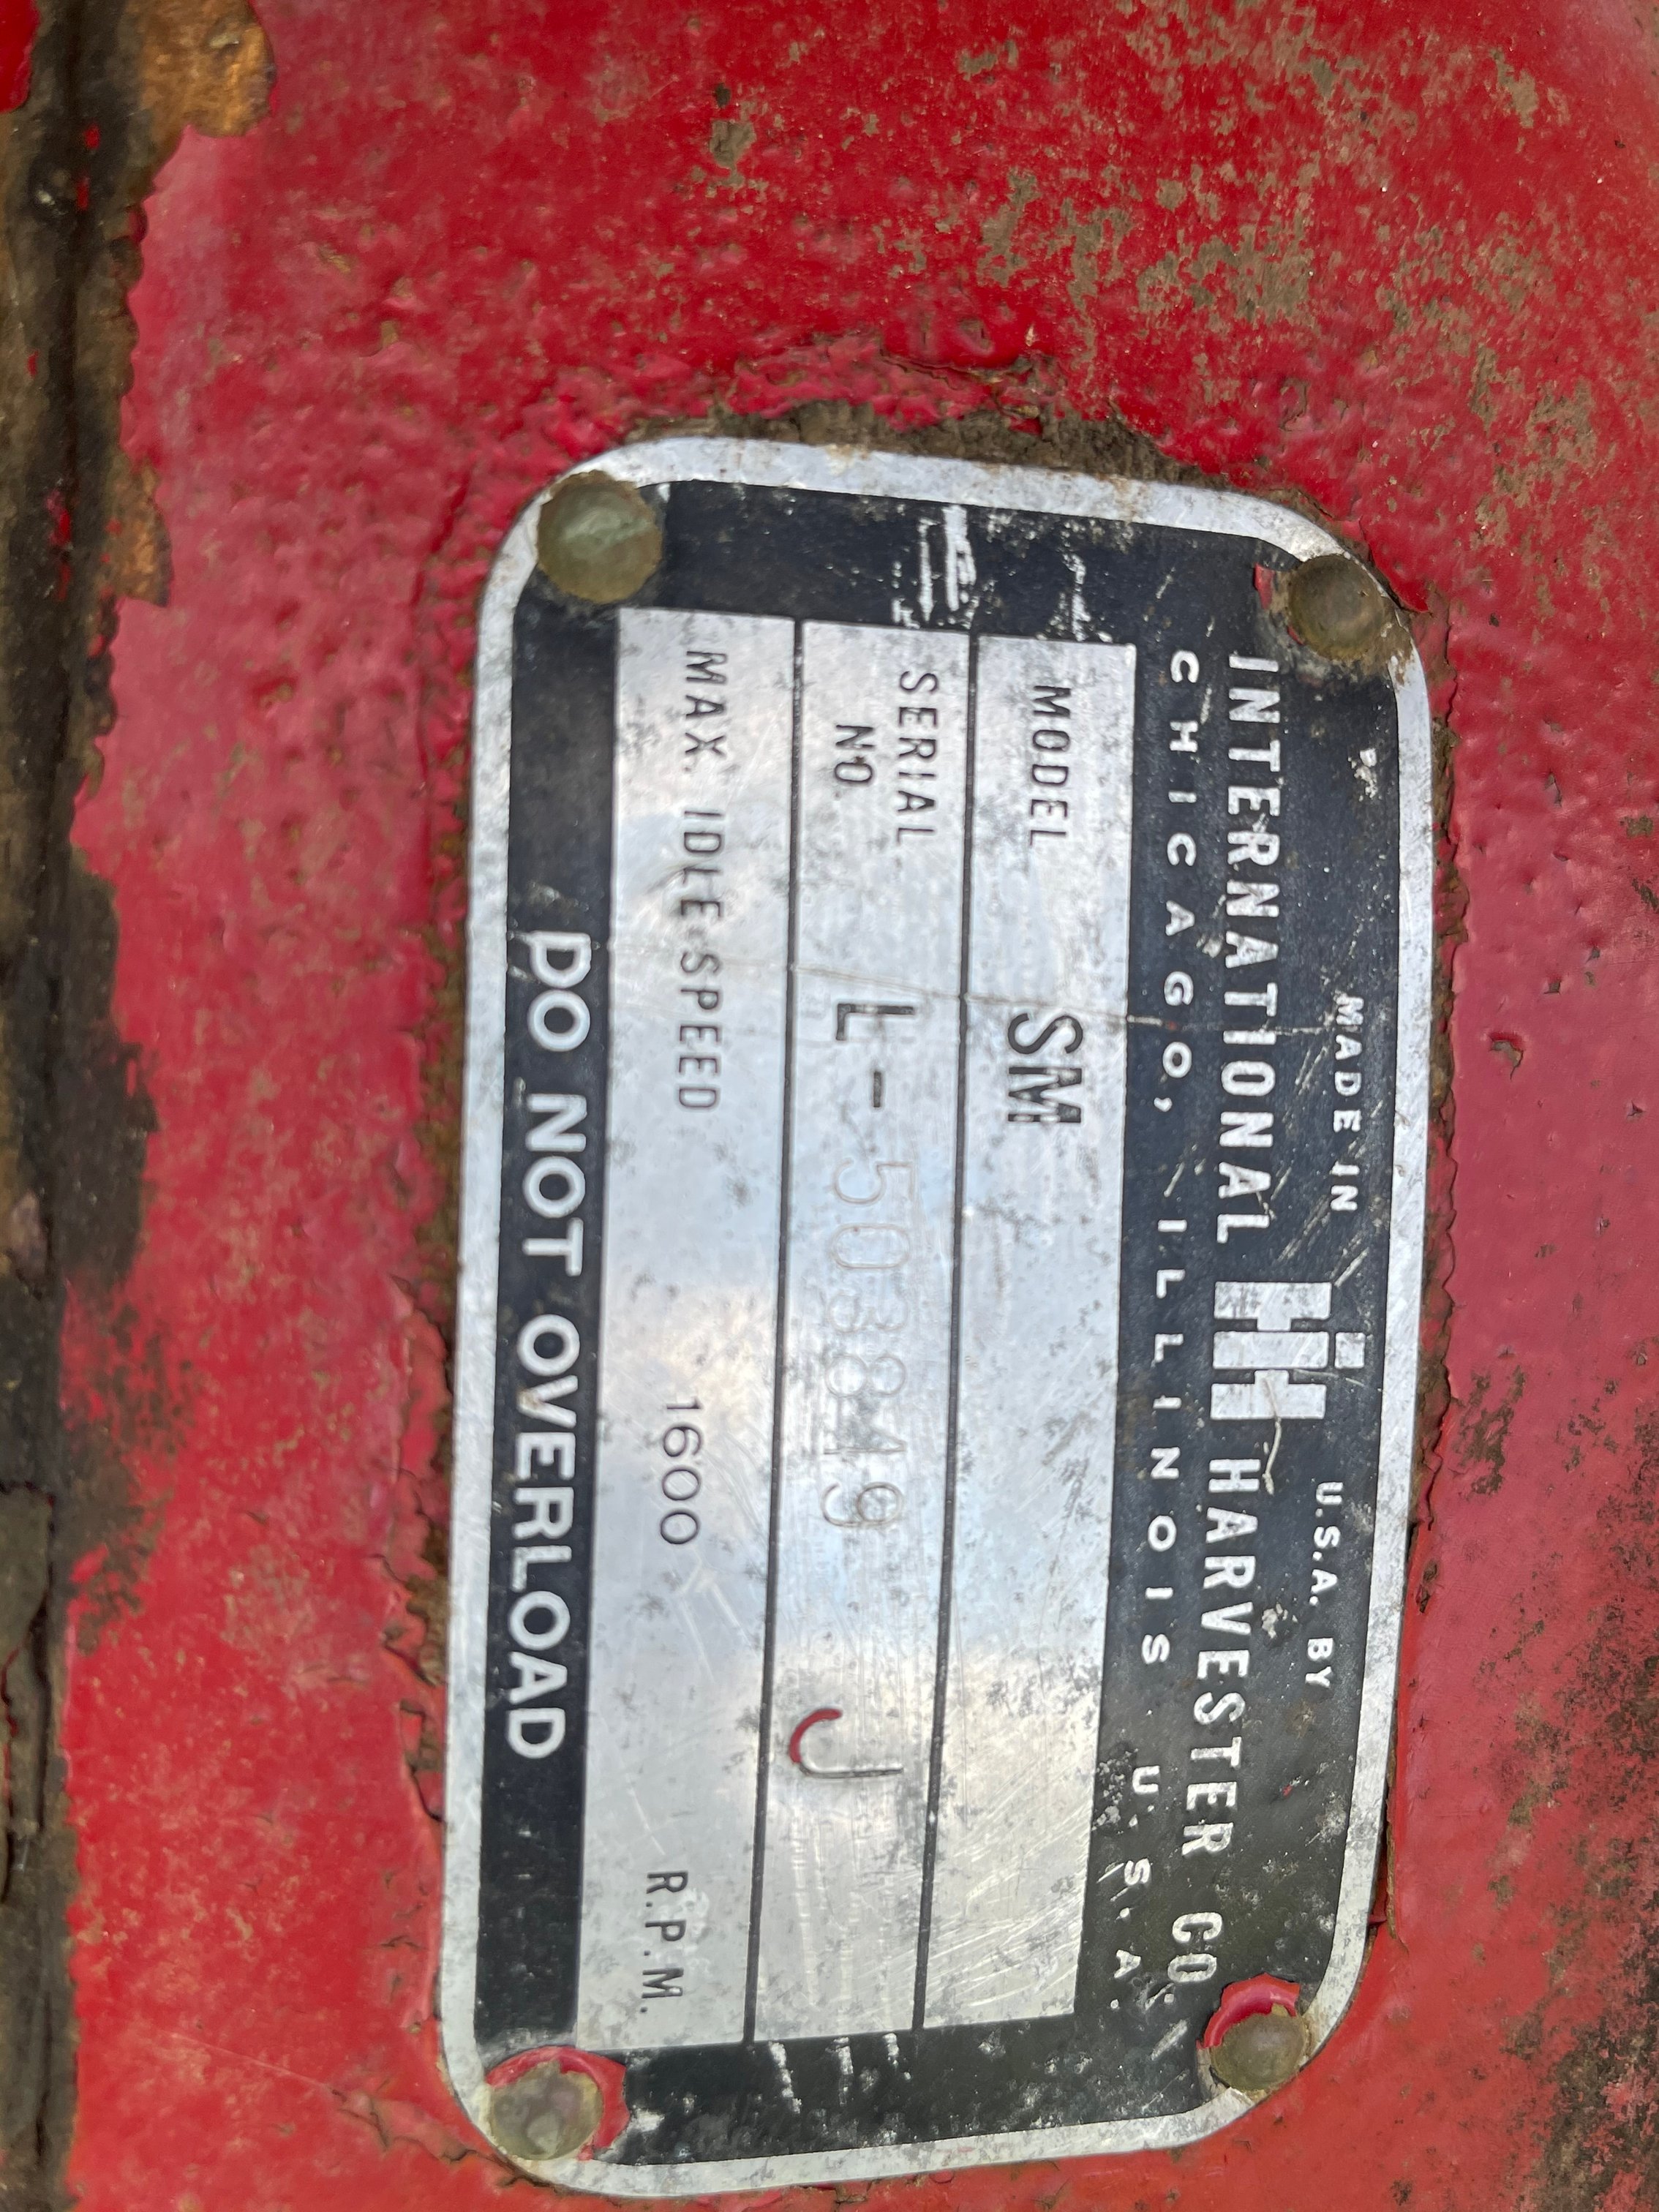 MADE IN U.S.A. BY
INTERNATIONAL IH HARVESTER CO.
CHICAGO, ILLINOIS U.S.A.
MODEL SM
SERIAL
NO. L-503849 J
MAX. IDLE SPEED 1600 R.P.M.
DO NOT OVERLOAD